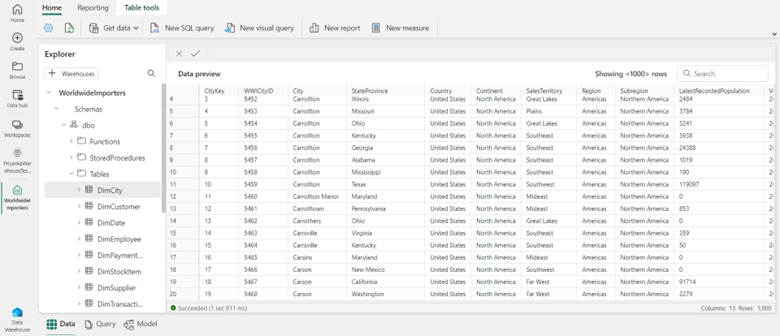 Home
Reporting
Table tools
Get data
New SQL query
New visual query
New report
New measure
Home
Create
Browse
Data hub
Workspaces
PriyankaVar
ehouseTes...
WorldwideI
mporters
Data
Warehouse
Explorer
+ Warehouses
WorldwideImporters
Schemas
dbo
Functions
StoredProcedures
Tables
DimCity
DimCustomer
DimDate
DimEmployee
DimPayment...
DimStockItem
DimSupplier
DimTransacti...
Data preview
Showing <1000> rows
Search
CityKey WWICityID City StateProvince Country Continent SalesTerritory Region Subregion LatestRecordedPopulation V
4 3 5452 Carrollton Illinois United States North America Great Lakes Americas Northern America 2484
5 4 5453 Carrollton Missouri United States North America Plains Americas Northern America 3784
6 5 5454 Carrollton Ohio United States North America Great Lakes Americas Northern America 3241
7 6 5455 Carrollton Kentucky United States North America Southeast Americas Northern America 3938
8 7 5456 Carrollton Georgia United States North America Southeast Americas Northern America 24388
9 8 5457 Carrollton Alabama United States North America Southeast Americas Northern America 1019
10 9 5458 Carrollton Mississippi United States North America Southeast Americas Northern America 190
11 10 5459 Carrollton Texas United States North America Southwest Americas Northern America 119097
12 11 5460 Carrollton Manor Maryland United States North America Mideast Americas Northern America 0
13 12 5461 Carrolltown Pennsylvania United States North America Mideast Americas Northern America 853
14 13 5462 Carrothers Ohio United States North America Great Lakes Americas Northern America 0
15 14 5463 Carrsville Virginia United States North America Southeast Americas Northern America 359
16 15 5464 Carrsville Kentucky United States North America Southeast Americas Northern America 50
17 16 5465 Carsins Maryland United States North America Mideast Americas Northern America 0
18 17 5466 Carson New Mexico United States North America Southwest Americas Northern America 0
19 18 5467 Carson California United States North America Far West Americas Northern America 91714
20 19 5468 Carson Washington United States North America Far West Americas Northern America 2279
Succeeded (1 sec 811 ms)
Columns: 13 Rows: 1,000
Data
Query
Model